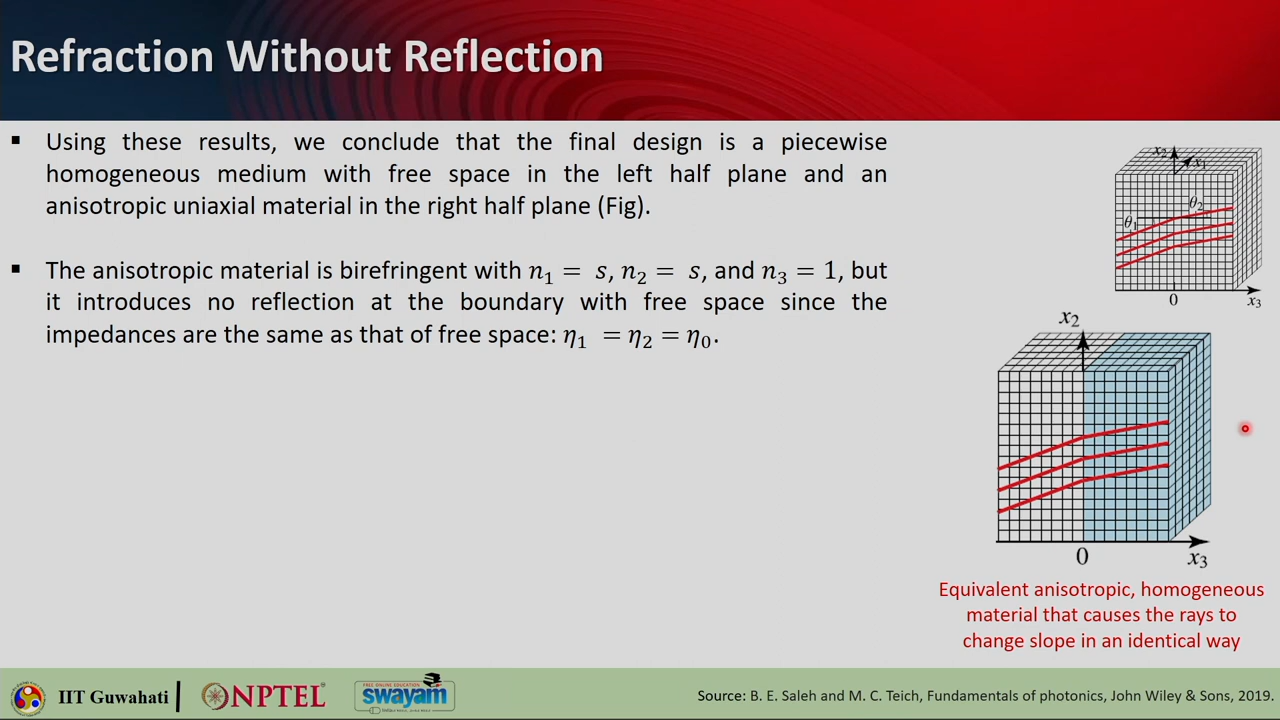 Refraction Without Reflection
▪ Using these results, we conclude that the final design is a piecewise
homogeneous medium with free space in the left half plane and an
anisotropic uniaxial material in the right half plane (Fig).
▪ The anisotropic material is birefringent with n₁ = s, n₂ = s, and n₃ = 1, but
it introduces no reflection at the boundary with free space since the
impedances are the same as that of free space: η₁ = η₂ = η₀.
x₂
x₁
θ₂
θ₁
0
x₃
x₂
0
x₃
Equivalent anisotropic, homogeneous
material that causes the rays to
change slope in an identical way
IIT Guwahati
NPTEL
FREE ONLINE EDUCATION
swayam
Source: B. E. Saleh and M. C. Teich, Fundamentals of photonics, John Wiley & Sons, 2019.